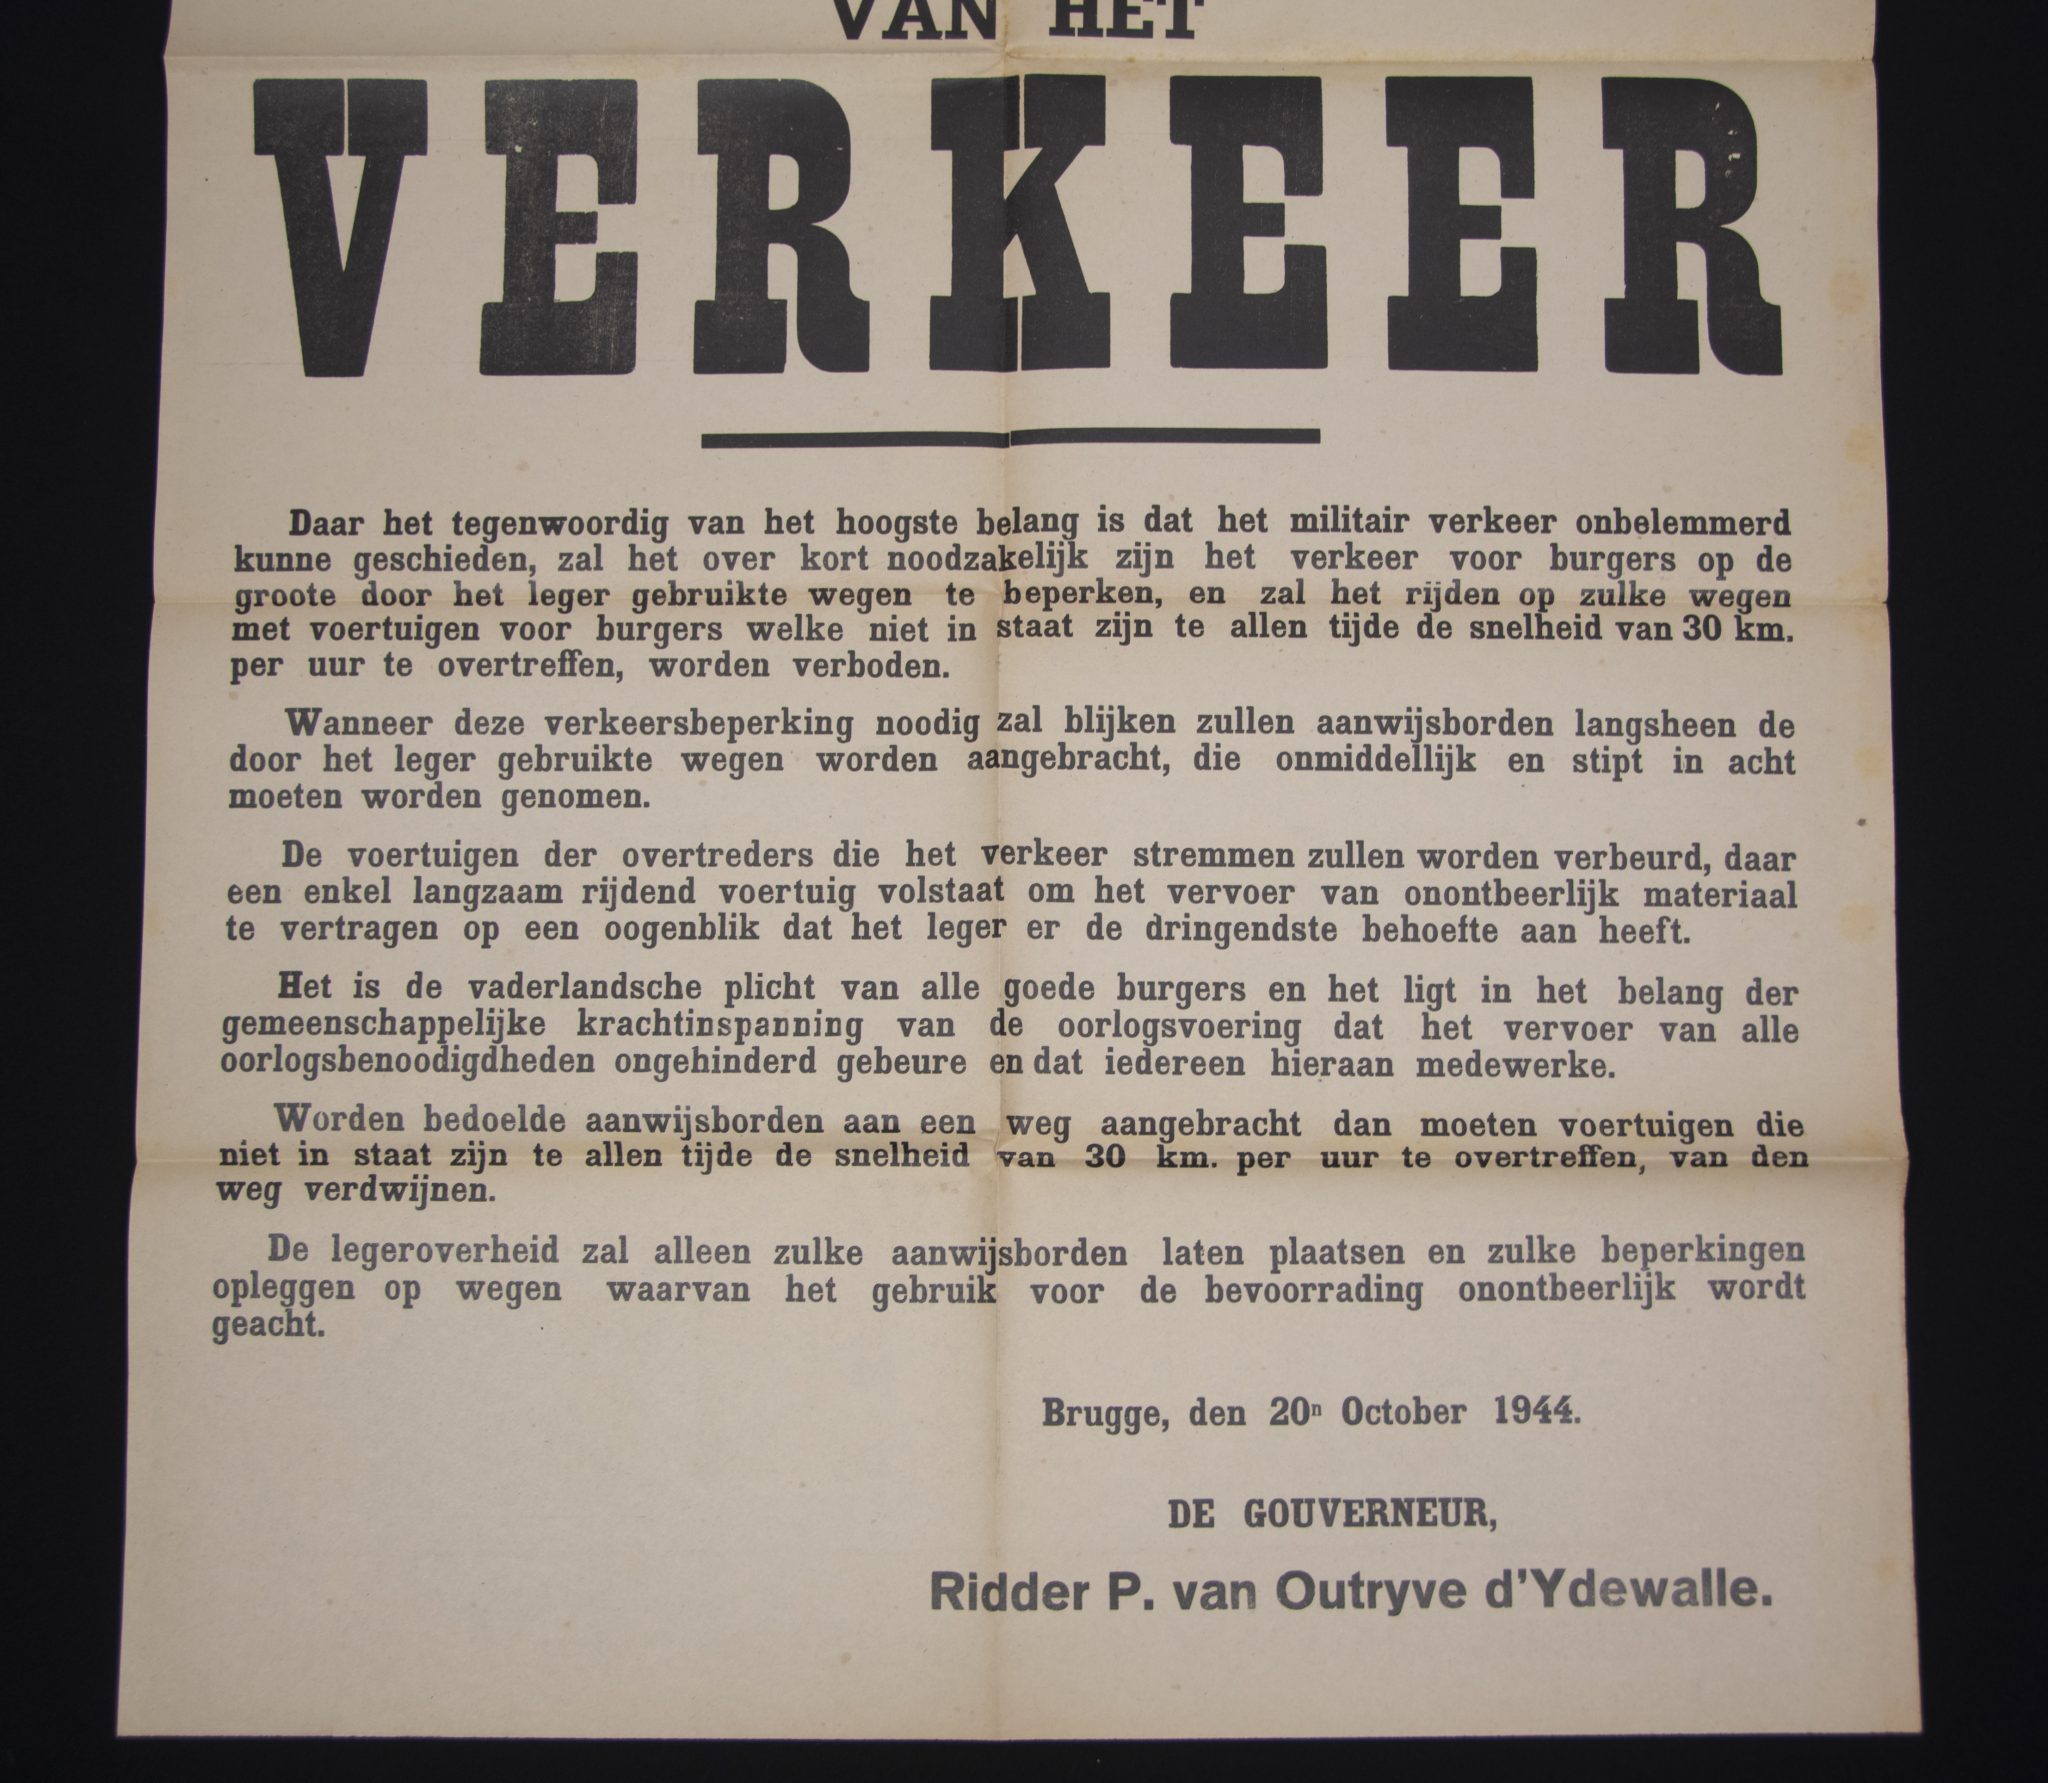 VAN HET
VERKEER
Daar het tegenwoordig van het hoogste belang is dat het militair verkeer onbelemmerd
kunne geschieden, zal het over kort noodzakelijk zijn het verkeer voor burgers op de
groote door het leger gebruikte wegen te beperken, en zal het rijden op zulke wegen
met voertuigen voor burgers welke niet in staat zijn te allen tijde de snelheid van 30 km.
per uur te overtreffen, worden verboden.
Wanneer deze verkeersbeperking noodig zal blijken zullen aanwijsborden langsheen de
door het leger gebruikte wegen worden aangebracht, die onmiddellijk en stipt in acht
moeten worden genomen.
De voertuigen der overtreders die het verkeer stremmen zullen worden verbeurd, daar
een enkel langzaam rijdend voertuig volstaat om het vervoer van onontbeerlijk materiaal
te vertragen op een oogenblik dat het leger er de dringendste behoefte aan heeft.
Het is de vaderlandsche plicht van alle goede burgers en het ligt in het belang der
gemeenschappelijke krachtinspanning van de oorlogsvoering dat het vervoer van alle
oorlogsbenoodigdheden ongehinderd gebeure en dat iedereen hieraan medewerke.
Worden bedoelde aanwijsborden aan een weg aangebracht dan moeten voertuigen die
niet in staat zijn te allen tijde de snelheid van 30 km. per uur te overtreffen, van den
weg verdwijnen.
De legeroverheid zal alleen zulke aanwijsborden laten plaatsen en zulke beperkingen
opleggen op wegen waarvan het gebruik voor de bevoorrading onontbeerlijk wordt
geacht.
Brugge, den 20n October 1944.
DE GOUVERNEUR,
Ridder P. van Outryve d'Ydewalle.